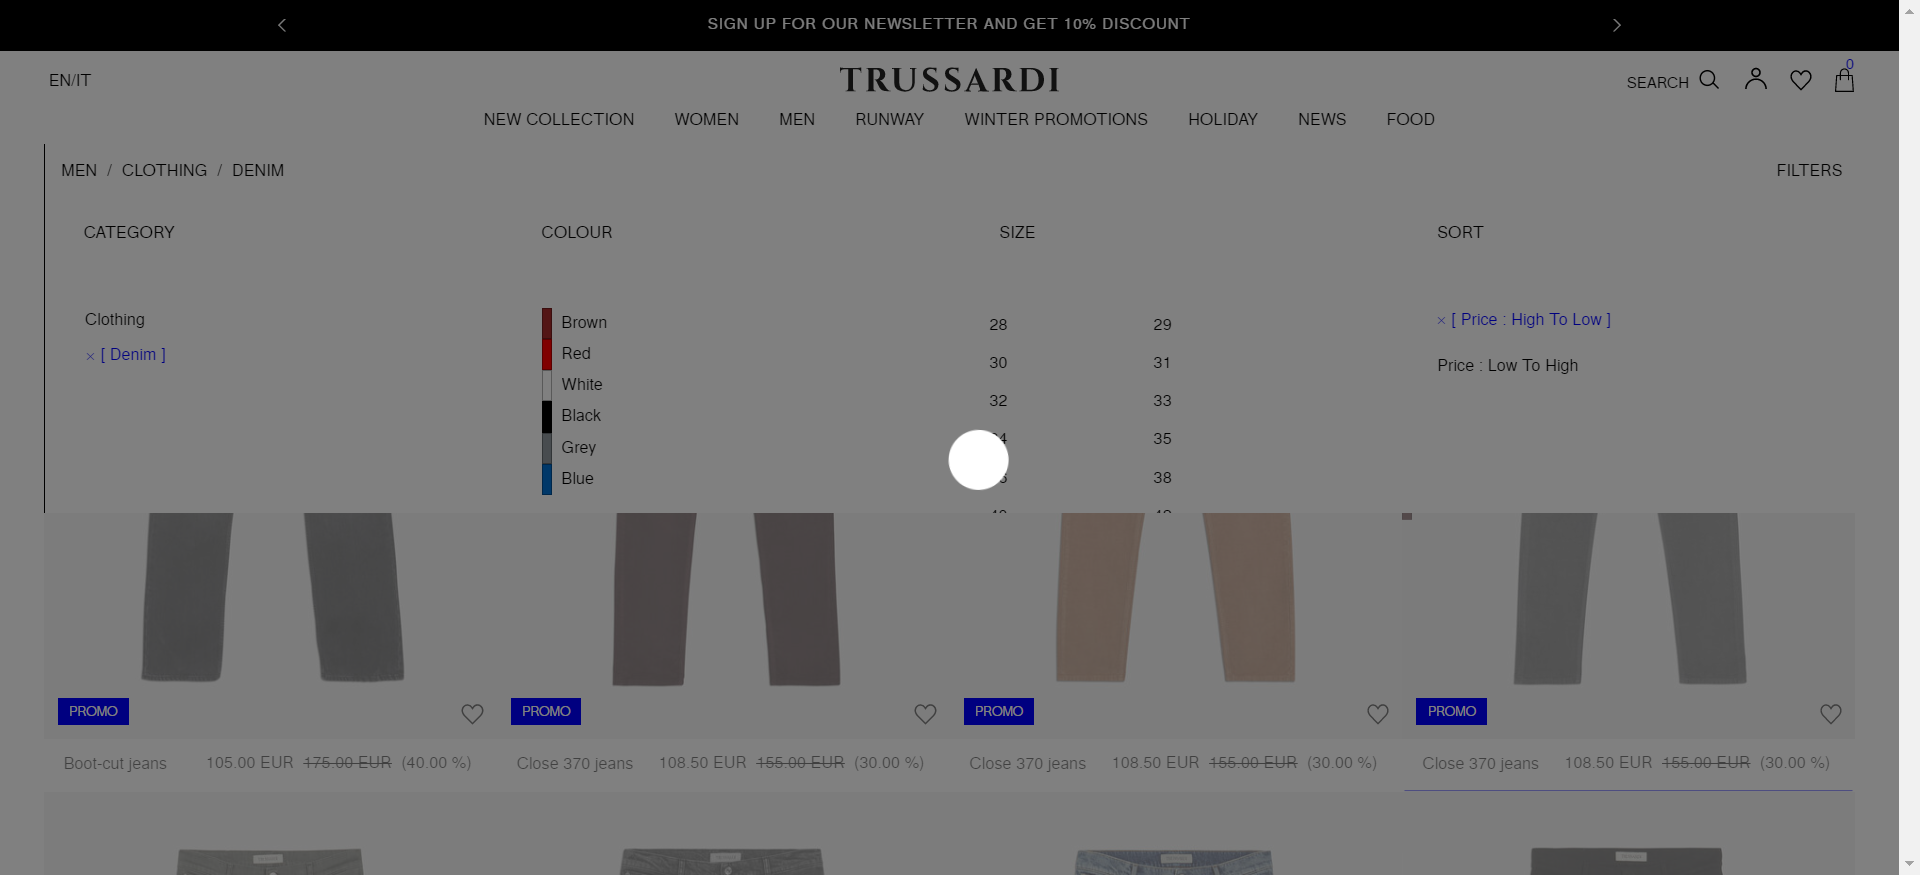 SIGN UP FOR OUR NEWSLETTER AND GET 10% DISCOUNT
EN/IT
TRUSSARDI
SEARCH
0
NEW COLLECTION WOMEN MEN RUNWAY WINTER PROMOTIONS HOLIDAY NEWS FOOD
MEN / CLOTHING / DENIM
FILTERS
CATEGORY
Clothing
× [ Denim ]
COLOUR
Brown
Red
White
Black
Grey
Blue
SIZE
28 29
30 31
32 33
35
38
SORT
× [ Price : High To Low ]
Price : Low To High
PROMO
Boot-cut jeans 105.00 EUR 175.00 EUR (40.00 %)
PROMO
Close 370 jeans 108.50 EUR 155.00 EUR (30.00 %)
PROMO
Close 370 jeans 108.50 EUR 155.00 EUR (30.00 %)
PROMO
Close 370 jeans 108.50 EUR 155.00 EUR (30.00 %)